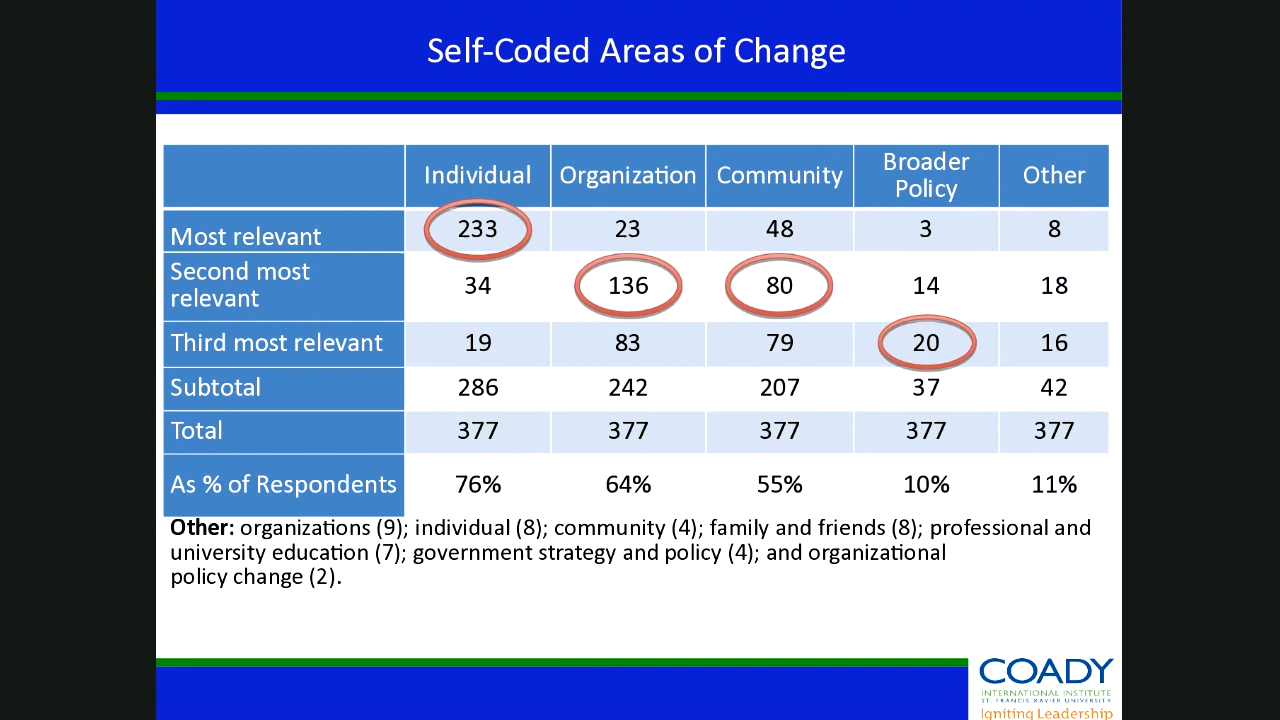 Self-Coded Areas of Change
Individual Organization Community Broader Policy Other
Most relevant 233 23 48 3 8
Second most relevant 34 136 80 14 18
Third most relevant 19 83 79 20 16
Subtotal 286 242 207 37 42
Total 377 377 377 377 377
As % of Respondents 76% 64% 55% 10% 11%
Other: organizations (9); individual (8); community (4); family and friends (8); professional and
university education (7); government strategy and policy (4); and organizational
policy change (2).
COADY
INTERNATIONAL INSTITUTE
ST. FRANCIS XAVIER UNIVERSITY
Igniting Leadership